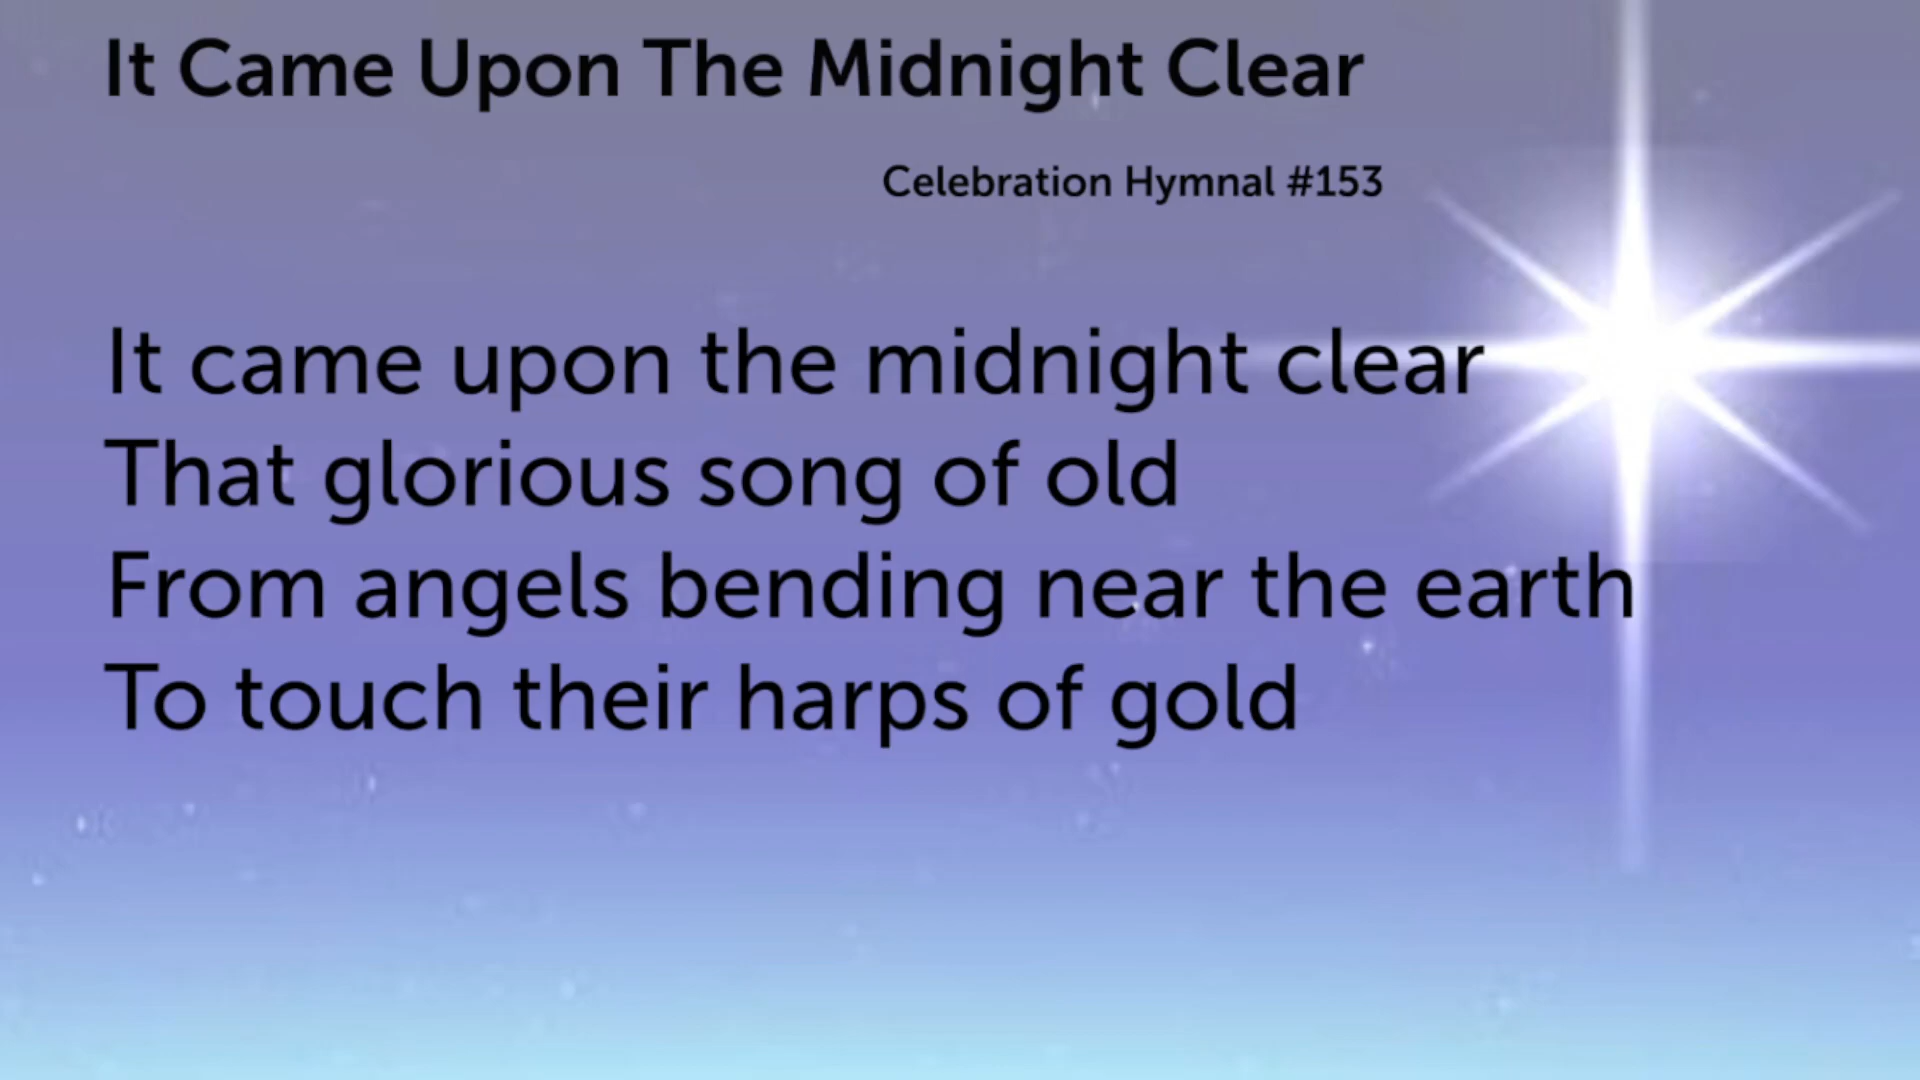 It Came Upon The Midnight Clear
Celebration Hymnal #153
It came upon the midnight clear
That glorious song of old
From angels bending near the earth
To touch their harps of gold